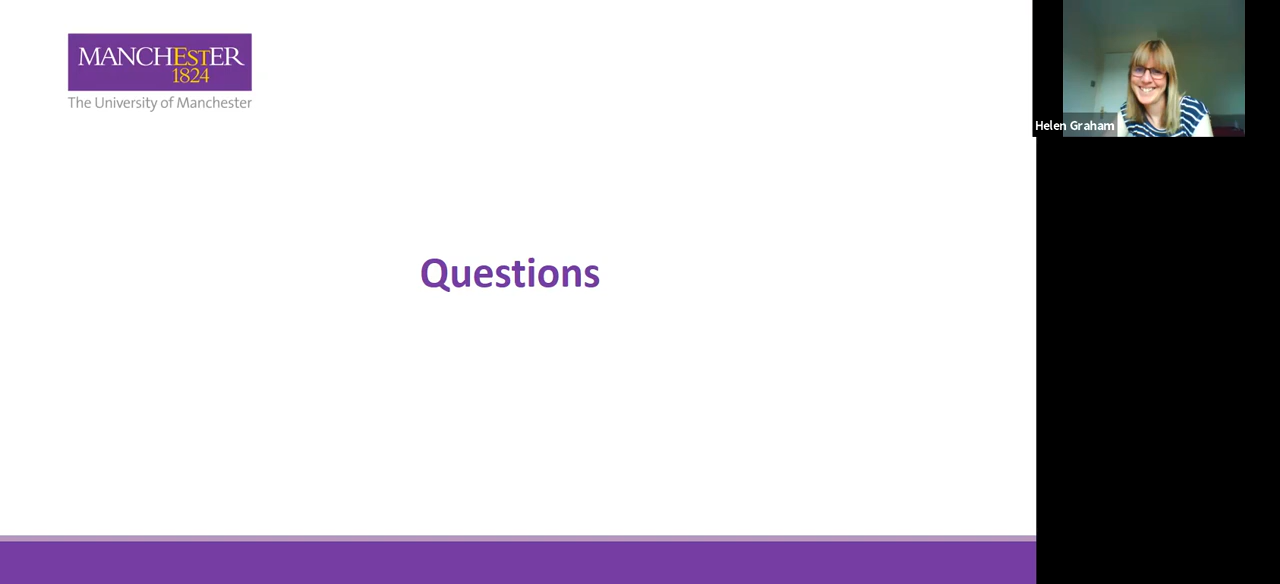 MANCHESTER
1824
The University of Manchester
Helen Graham
Questions